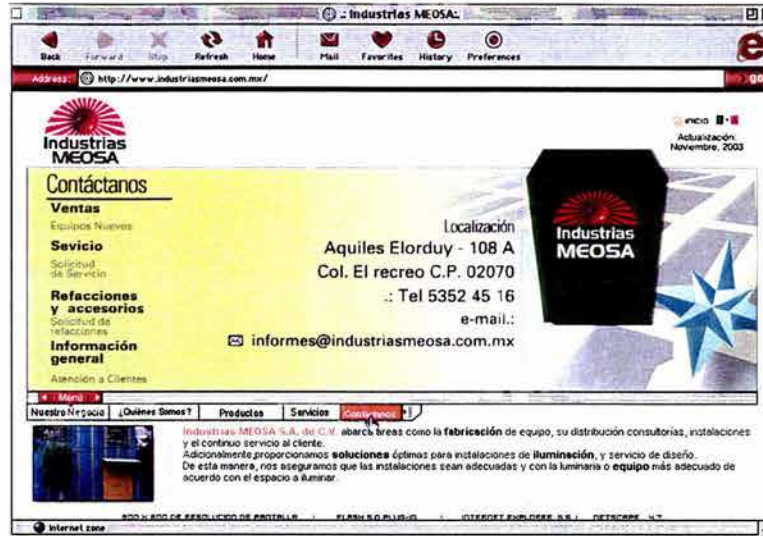 .: Industrias MEOSA:.
Back Forward Stop Refresh Home Mail Favorites History Preferences
Address: http://www.industriasmeosa.com.mx/ go
Industrias
MEOSA
inicio
Actualización:
Noviembre, 2003
Contáctanos
Ventas
Equipos Nuevos
Sevicio
Solicitud
de Servicio
Refacciones
y accesorios
Solicitud de
refacciones
Información
general
Atención a Clientes
Localización
Aquiles Elorduy - 108 A
Col. El recreo C.P. 02070
.: Tel 5352 45 16
e-mail.:
informes@industriasmeosa.com.mx
Industrias
MEOSA
Menú
Nuestro Negocio ¿Quiénes Somos? Productos Servicios Contáctanos
Industrias MEOSA S.A. de C.V. abarca áreas como la fabricación de equipo, su distribución consultorías, instalaciones
y el continuo servicio al cliente.
Adicionalmente,proporcionamos soluciones óptimas para instalaciones de iluminación, y servicio de diseño.
De esta manera, nos aseguramos que las instalaciones sean adecuadas y con la luminaria o equipo más adecuado de
acuerdo con el espacio a iluminar.
Internet zone